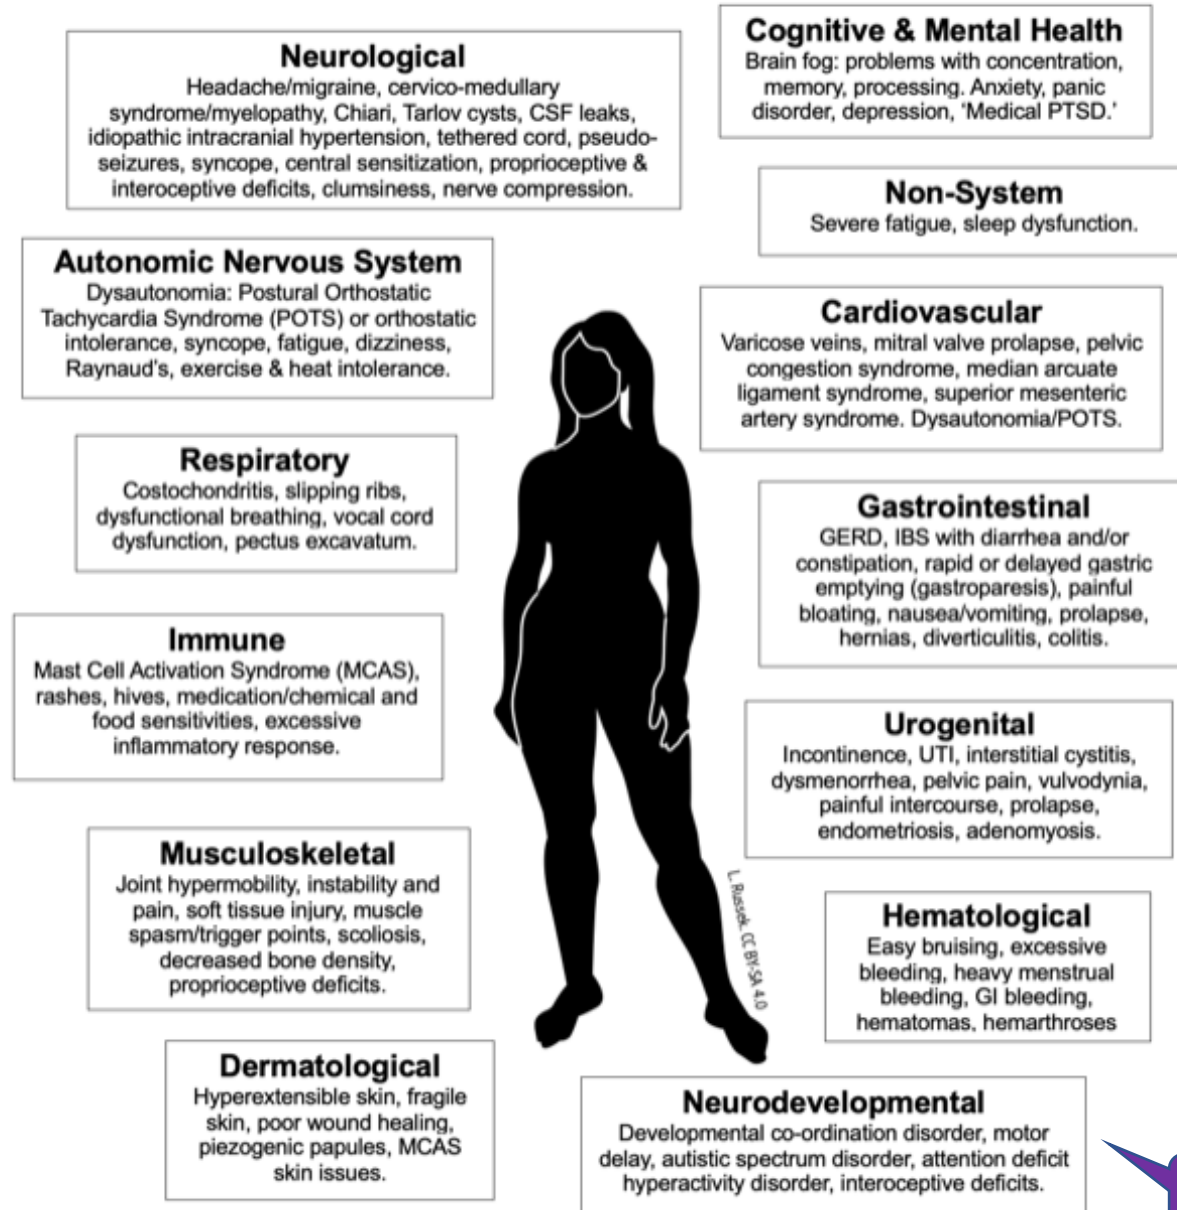 Neurological
Headache/migraine, cervico-medullary
syndrome/myelopathy, Chiari, Tarlov cysts, CSF leaks,
idiopathic intracranial hypertension, tethered cord, pseudo-
seizures, syncope, central sensitization, proprioceptive &
interoceptive deficits, clumsiness, nerve compression.
Cognitive & Mental Health
Brain fog: problems with concentration,
memory, processing. Anxiety, panic
disorder, depression, ‘Medical PTSD.’
Non-System
Severe fatigue, sleep dysfunction.
Autonomic Nervous System
Dysautonomia: Postural Orthostatic
Tachycardia Syndrome (POTS) or orthostatic
intolerance, syncope, fatigue, dizziness,
Raynaud's, exercise & heat intolerance.
Cardiovascular
Varicose veins, mitral valve prolapse, pelvic
congestion syndrome, median arcuate
ligament syndrome, superior mesenteric
artery syndrome. Dysautonomia/POTS.
Respiratory
Costochondritis, slipping ribs,
dysfunctional breathing, vocal cord
dysfunction, pectus excavatum.
Gastrointestinal
GERD, IBS with diarrhea and/or
constipation, rapid or delayed gastric
emptying (gastroparesis), painful
bloating, nausea/vomiting, prolapse,
hernias, diverticulitis, colitis.
Immune
Mast Cell Activation Syndrome (MCAS),
rashes, hives, medication/chemical and
food sensitivities, excessive
inflammatory response.
Urogenital
Incontinence, UTI, interstitial cystitis,
dysmenorrhea, pelvic pain, vulvodynia,
painful intercourse, prolapse,
endometriosis, adenomyosis.
Musculoskeletal
Joint hypermobility, instability and
pain, soft tissue injury, muscle
spasm/trigger points, scoliosis,
decreased bone density,
proprioceptive deficits.
L. Russek, CC BY-SA 4.0
Hematological
Easy bruising, excessive
bleeding, heavy menstrual
bleeding, GI bleeding,
hematomas, hemarthroses
Dermatological
Hyperextensible skin, fragile
skin, poor wound healing,
piezogenic papules, MCAS
skin issues.
Neurodevelopmental
Developmental co-ordination disorder, motor
delay, autistic spectrum disorder, attention deficit
hyperactivity disorder, interoceptive deficits.